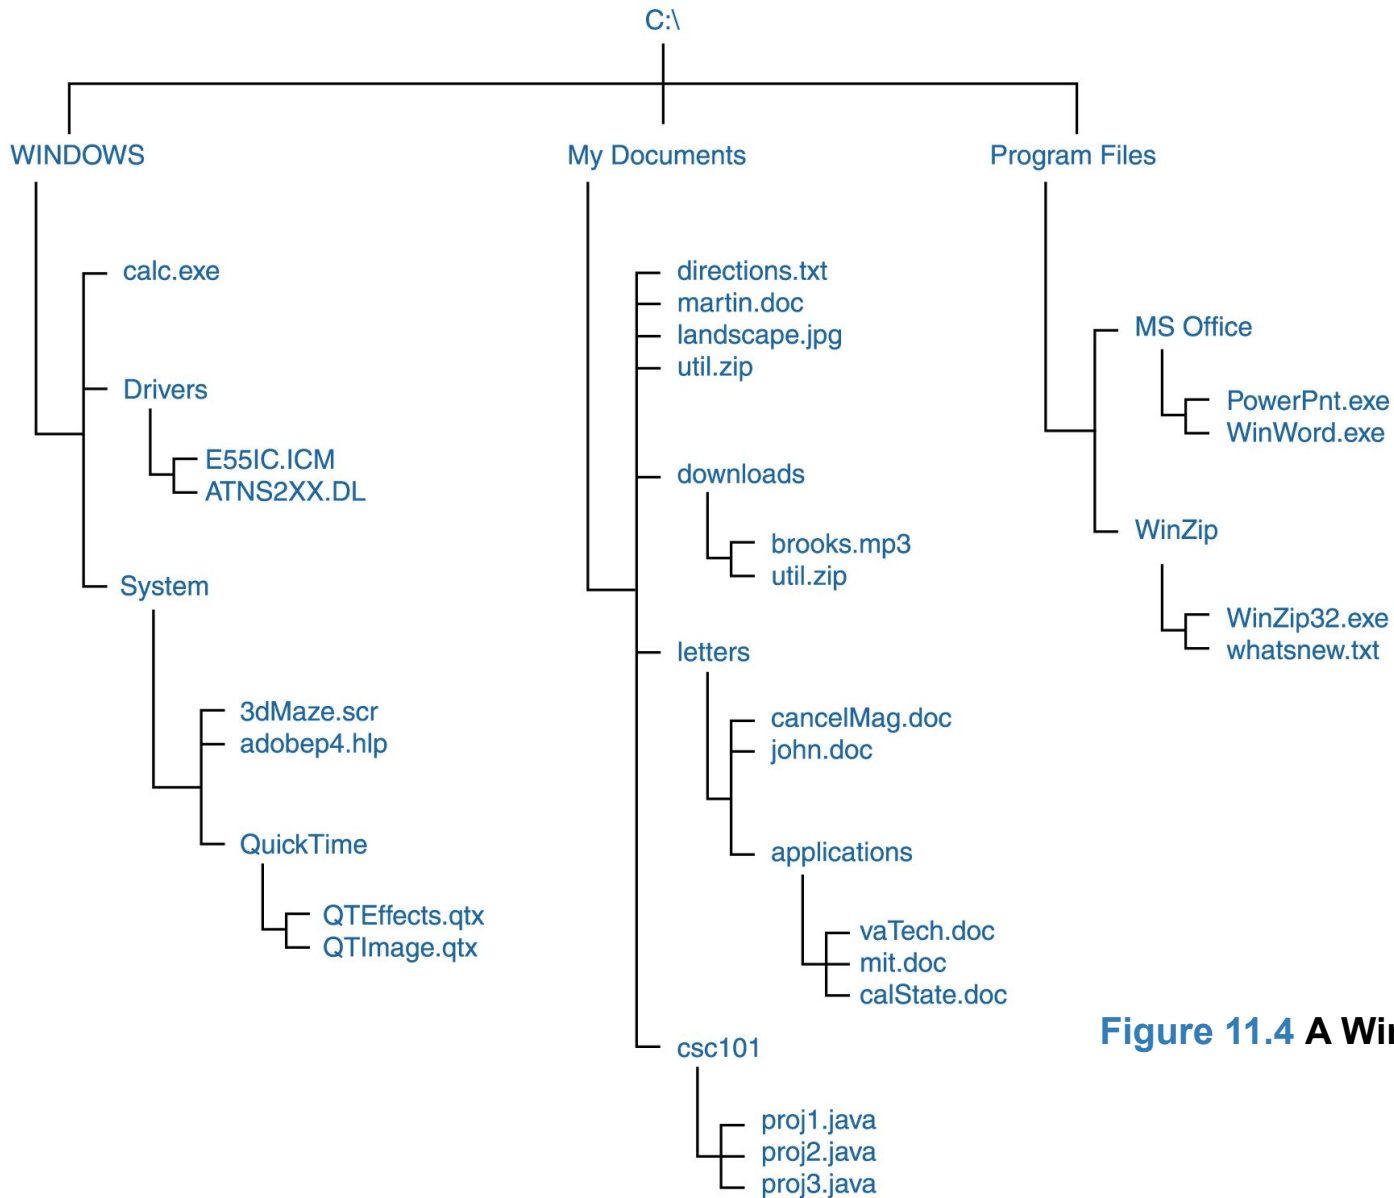 C:\
WINDOWS
calc.exe
Drivers
E55IC.ICM
ATNS2XX.DL
System
3dMaze.scr
adobep4.hlp
QuickTime
QTEffects.qtx
QTImage.qtx
My Documents
directions.txt
martin.doc
landscape.jpg
util.zip
downloads
brooks.mp3
util.zip
letters
cancelMag.doc
john.doc
applications
vaTech.doc
mit.doc
calState.doc
csc101
proj1.java
proj2.java
proj3.java
Program Files
MS Office
PowerPnt.exe
WinWord.exe
WinZip
WinZip32.exe
whatsnew.txt
Figure 11.4 A